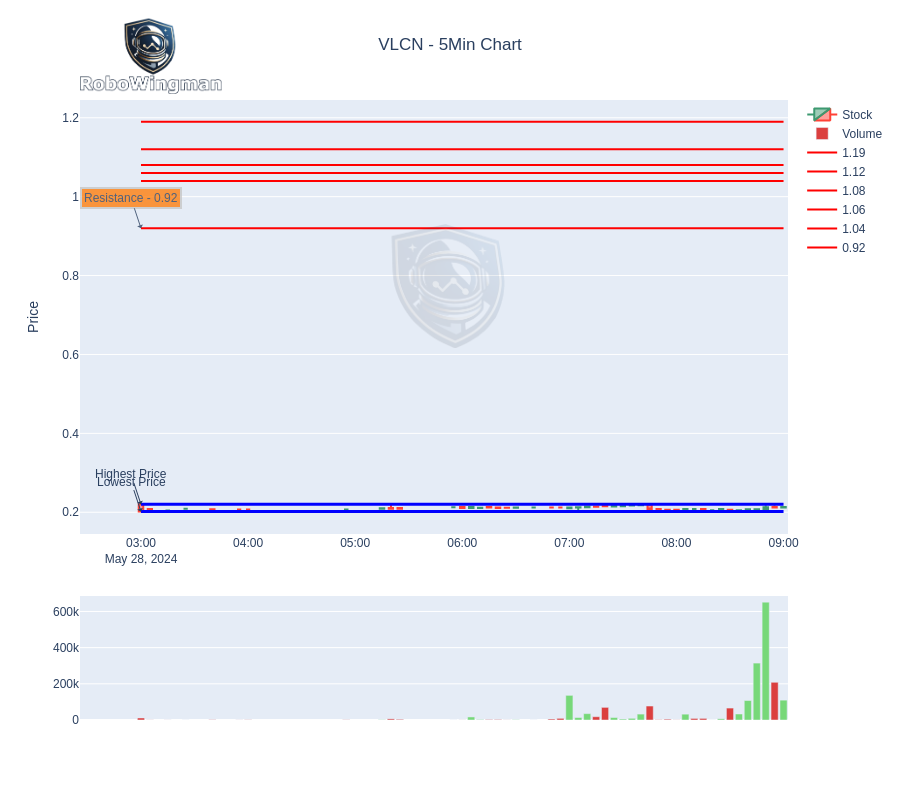 VLCN - 5Min Chart
RoboWingman
Stock
Volume
1.19
1.12
1.08
1.06
1.04
0.92
Price
1.2
1
0.8
0.6
0.4
0.2
Resistance - 0.92
Highest Price
Lowest Price
03:00
04:00
05:00
06:00
07:00
08:00
09:00
May 28, 2024
600k
400k
200k
0